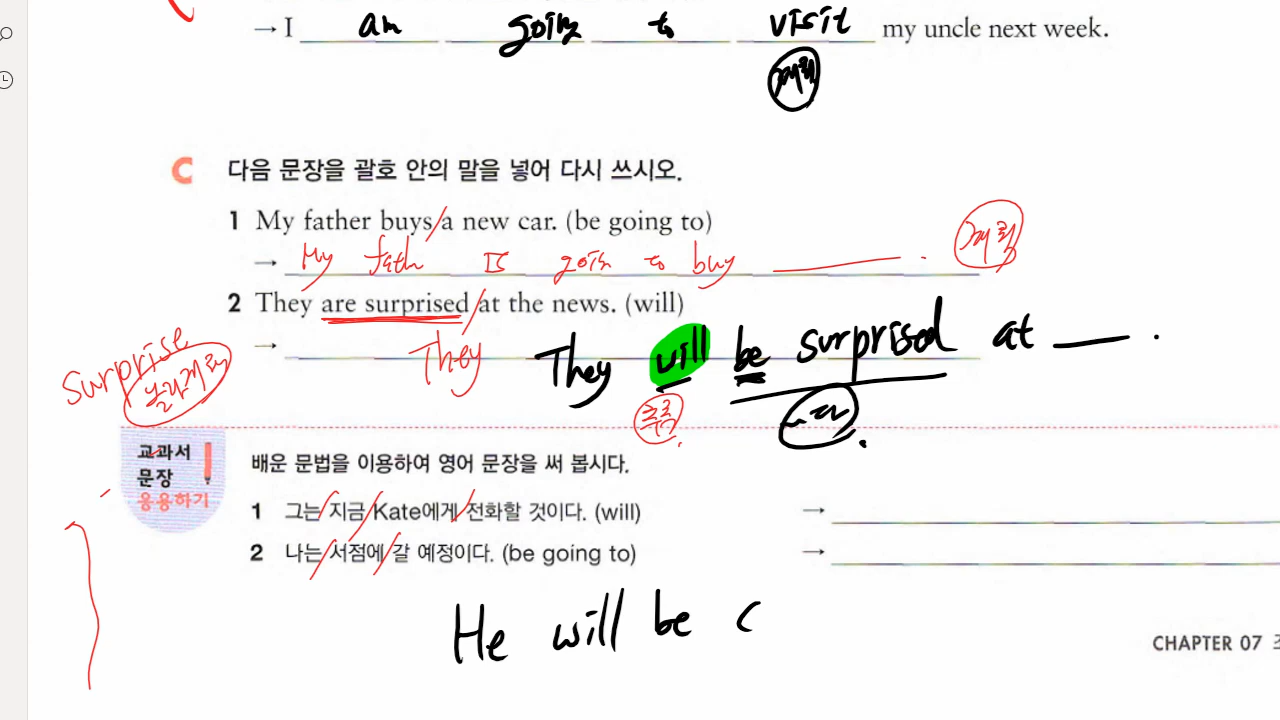 → I am going to visit my uncle next week.
계획
C 다음 문장을 괄호 안의 말을 넣어 다시 쓰시오.
1 My father buys/a new car. (be going to)
→ My fath is goin to buy . 계획
2 They are surprised/at the news. (will)
→ They They will be surprised at .
surprise
놀라게 하다
추측
교과서
문장
응용하기
배운 문법을 이용하여 영어 문장을 써 봅시다.
1 그는/지금/Kate에게/전화할 것이다. (will) →
2 나는/서점에/갈 예정이다. (be going to) →
He will be c
CHAPTER 07 조